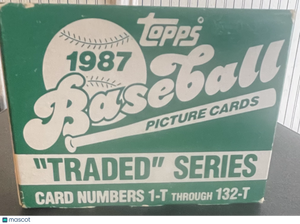 Topps
1987
Baseball
PICTURE CARDS
"TRADED" SERIES
CARD NUMBERS 1-T THROUGH 132-T
mascot